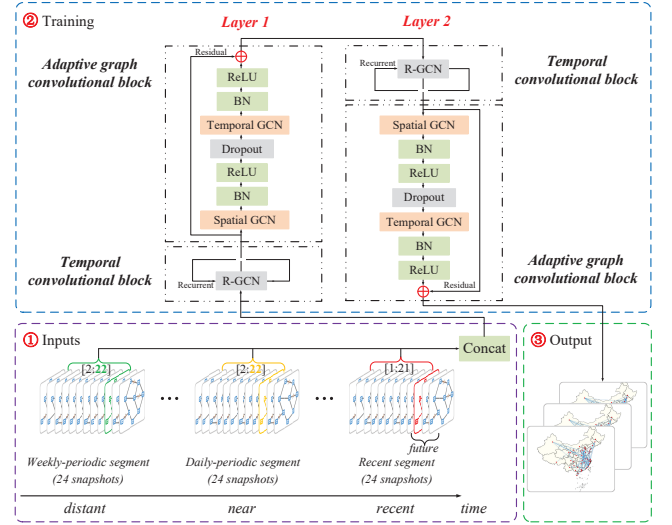 ② Training
Layer 1
Layer 2
Adaptive graph
convolutional block
Residual
ReLU
BN
Temporal GCN
Dropout
ReLU
BN
Spatial GCN
Temporal
convolutional block
Recurrent
R-GCN
Recurrent
R-GCN
Temporal
convolutional block
Spatial GCN
BN
ReLU
Dropout
Temporal GCN
BN
ReLU
Residual
Adaptive graph
convolutional block
① Inputs
Concat
[2:22]
[2:22]
[1:21]
... ...
future
Weekly-periodic segment
(24 snapshots)
Daily-periodic segment
(24 snapshots)
Recent segment
(24 snapshots)
distant
near
recent
time
③ Output